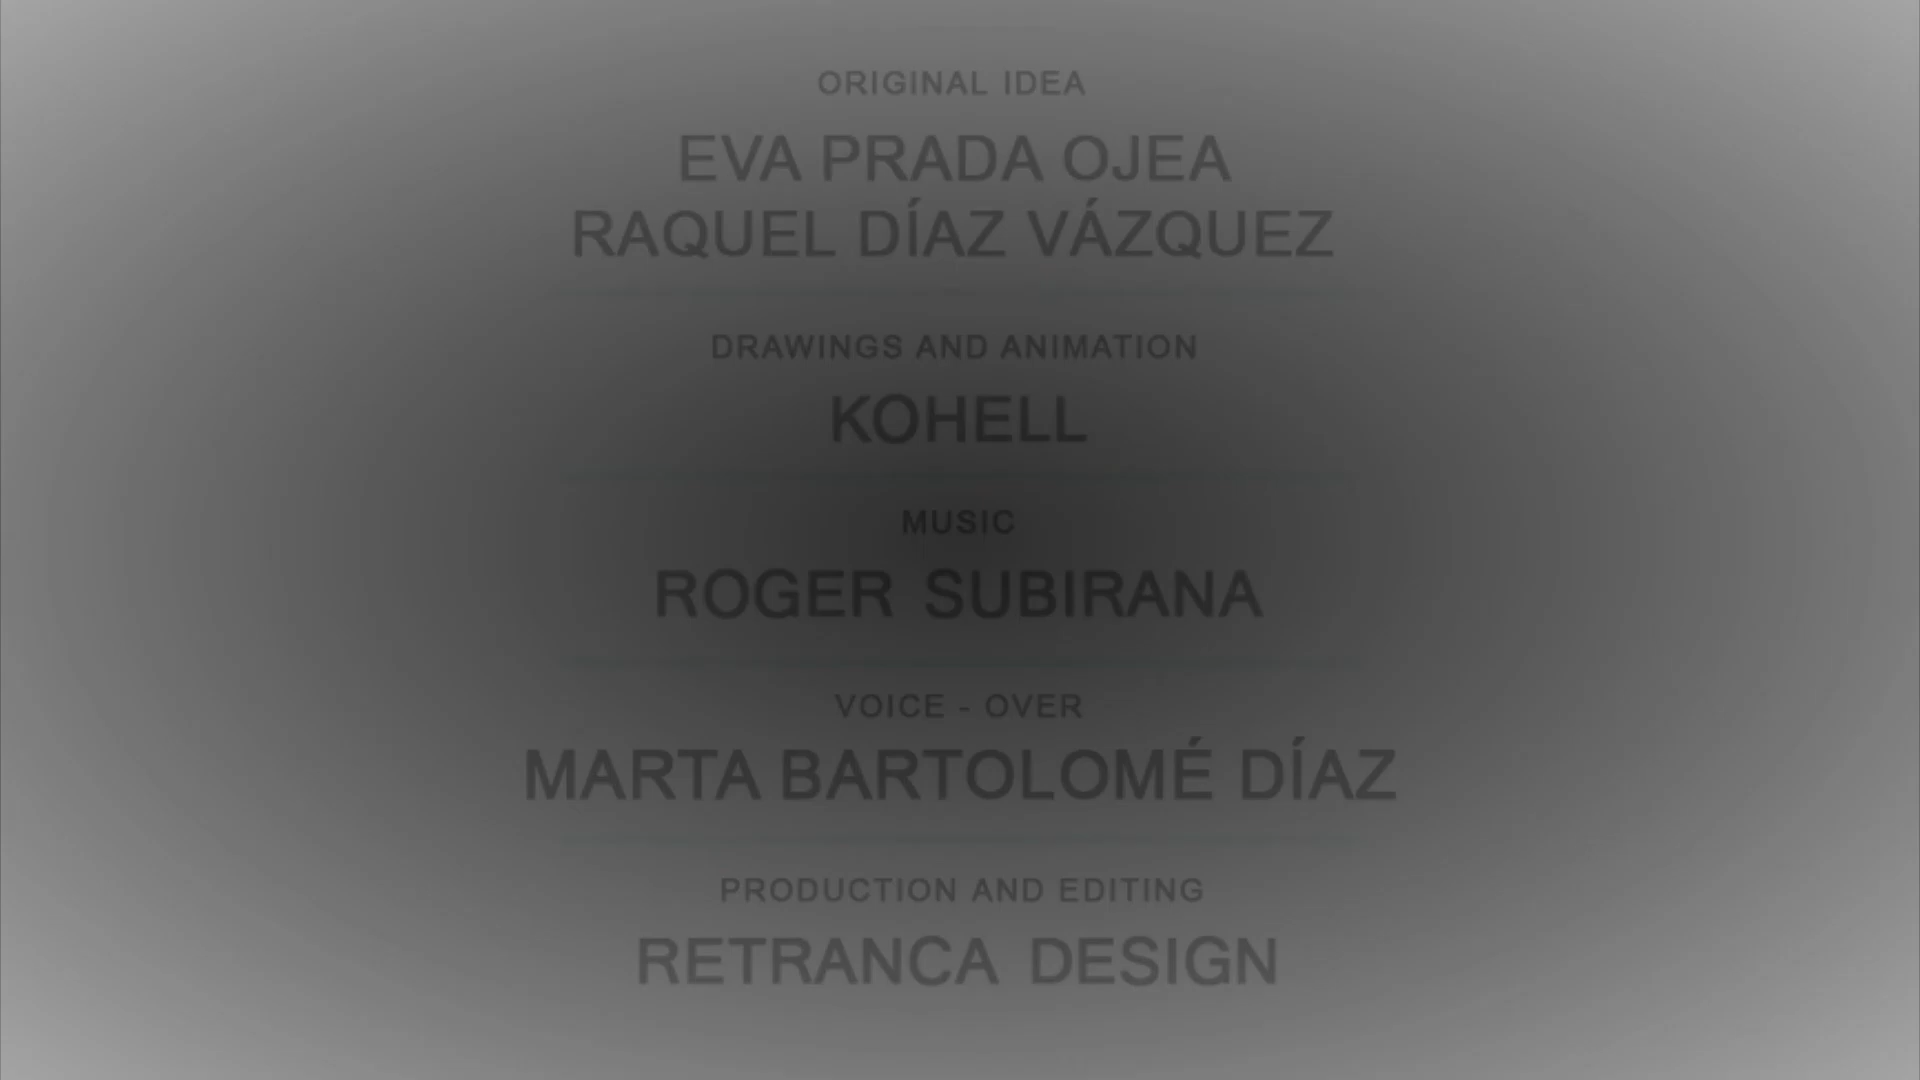 ORIGINAL IDEA
EVA PRADA OJEA
RAQUEL DÍAZ VÁZQUEZ
DRAWINGS AND ANIMATION
KOHELL
MUSIC
ROGER SUBIRANA
VOICE - OVER
MARTA BARTOLOMÉ DÍAZ
PRODUCTION AND EDITING
RETRANCA DESIGN